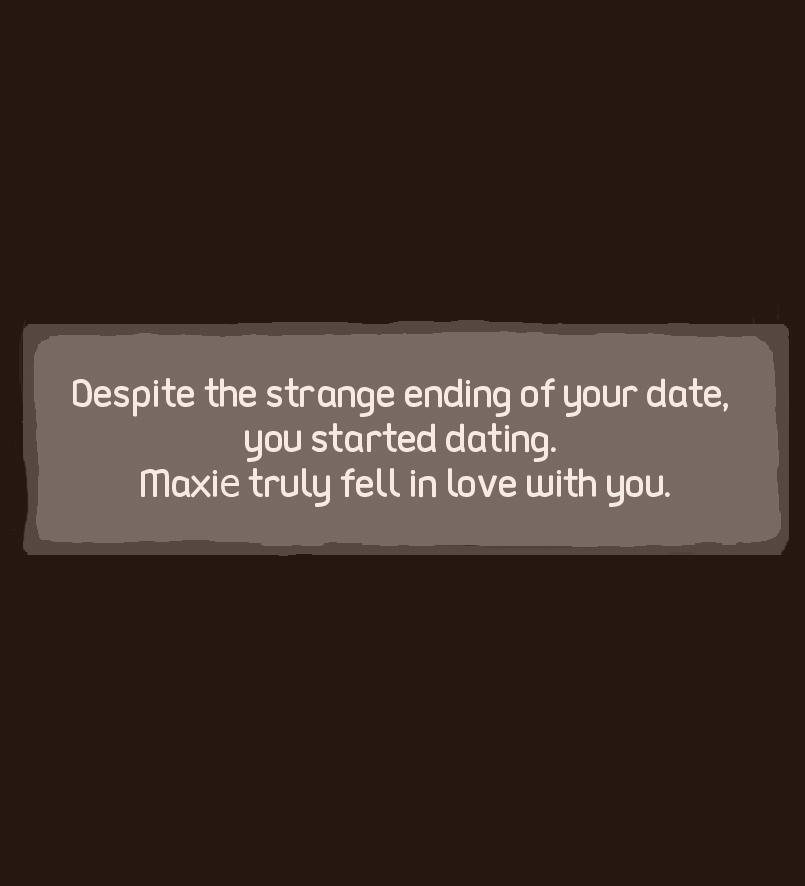 Despite the strange ending of your date,
you started dating.
Maxie truly fell in love with you.